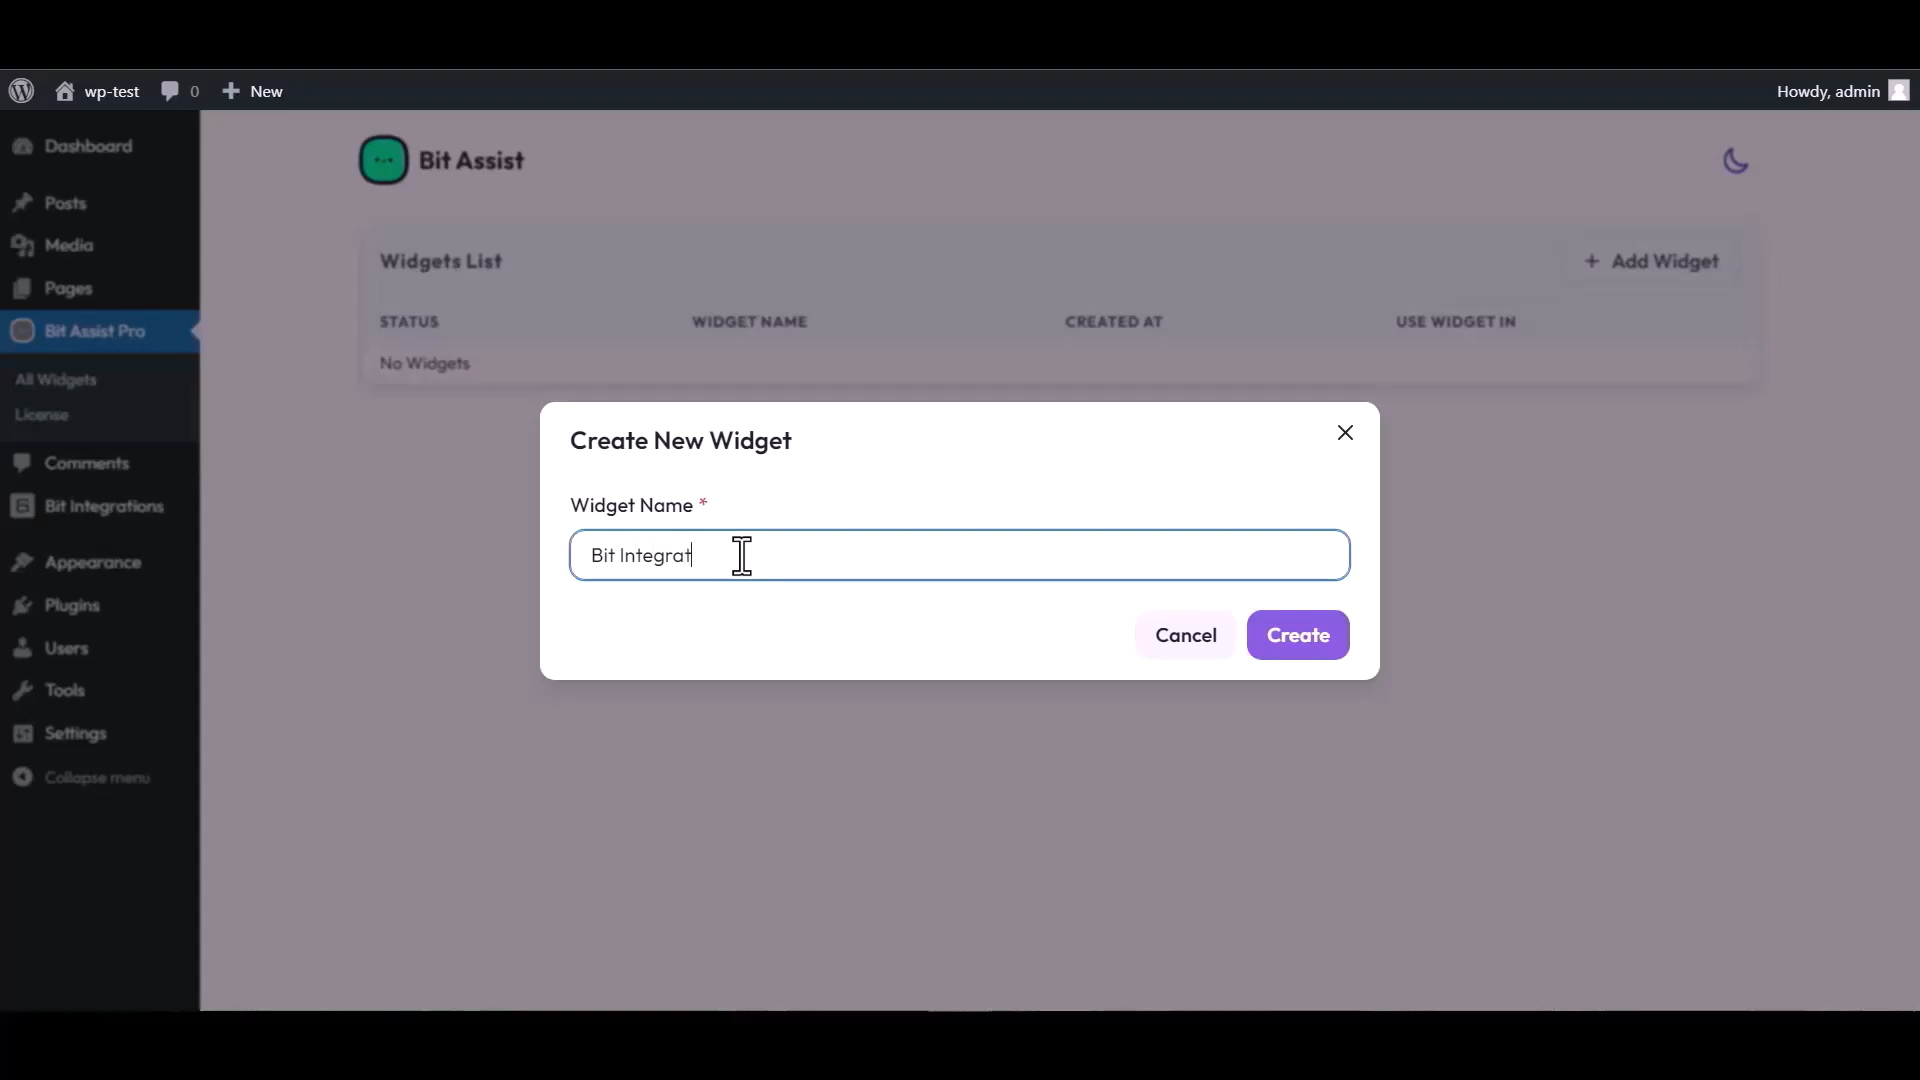 wp-test
0
New
Howdy, admin
Dashboard
Posts
Media
Pages
Bit Assist Pro
All Widgets
License
Comments
Bit Integrations
Appearance
Plugins
Users
Tools
Settings
Collapse menu
Bit Assist
Widgets List
+ Add Widget
STATUS WIDGET NAME CREATED AT USE WIDGET IN
No Widgets
Create New Widget
Widget Name *
Bit Integrat
Cancel Create